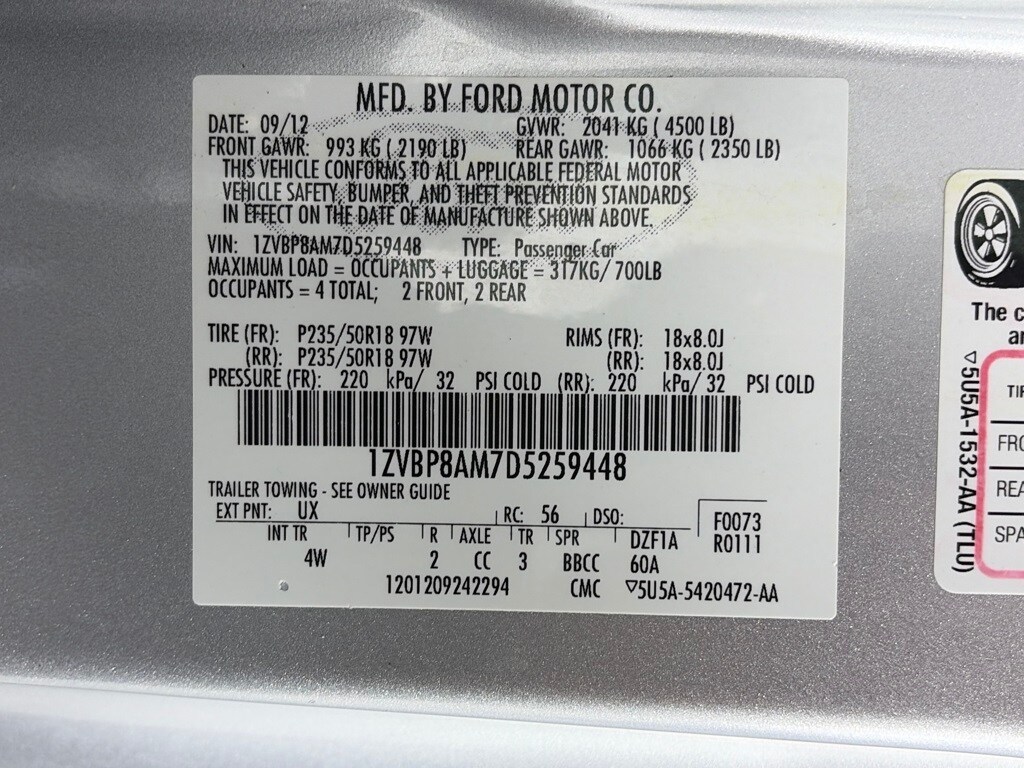 MFD. BY FORD MOTOR CO.
DATE: 09/12 GVWR: 2041 KG ( 4500 LB)
FRONT GAWR: 993 KG ( 2190 LB) REAR GAWR: 1066 KG ( 2350 LB)
THIS VEHICLE CONFORMS TO ALL APPLICABLE FEDERAL MOTOR
VEHICLE SAFETY, BUMPER, AND THEFT PREVENTION STANDARDS
IN EFFECT ON THE DATE OF MANUFACTURE SHOWN ABOVE.
VIN: 1ZVBP8AM7D5259448 TYPE: Passenger Car
MAXIMUM LOAD = OCCUPANTS + LUGGAGE = 317KG/ 700LB
OCCUPANTS = 4 TOTAL; 2 FRONT, 2 REAR
TIRE (FR): P235/50R18 97W RIMS (FR): 18x8.0J
(RR): P235/50R18 97W (RR): 18x8.0J
PRESSURE (FR): 220 kPa/ 32 PSI COLD (RR): 220 kPa/ 32 PSI COLD
1ZVBP8AM7D5259448
TRAILER TOWING - SEE OWNER GUIDE
EXT PNT: UX RC: 56 DSO: F0073
INT TR TP/PS R AXLE TR SPR DZF1A R0111
4W 2 CC 3 BBCC 60A
1201209242294 CMC ▽5U5A-5420472-AA
The c
an
▽5U5A-1532-AA (TLU)
TIR
FRO
REA
SPA